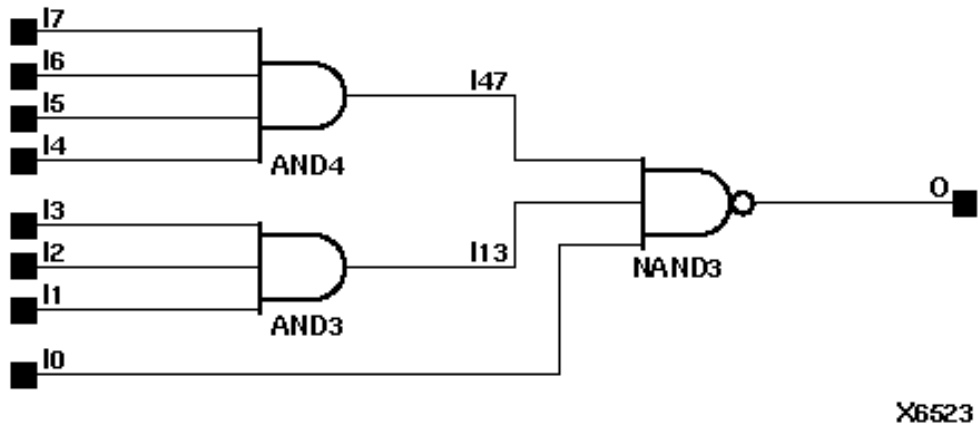 I7
I6
I5
I4
I47
AND4
O
I3
I2
I1
I13
NAND3
AND3
I0
X6523